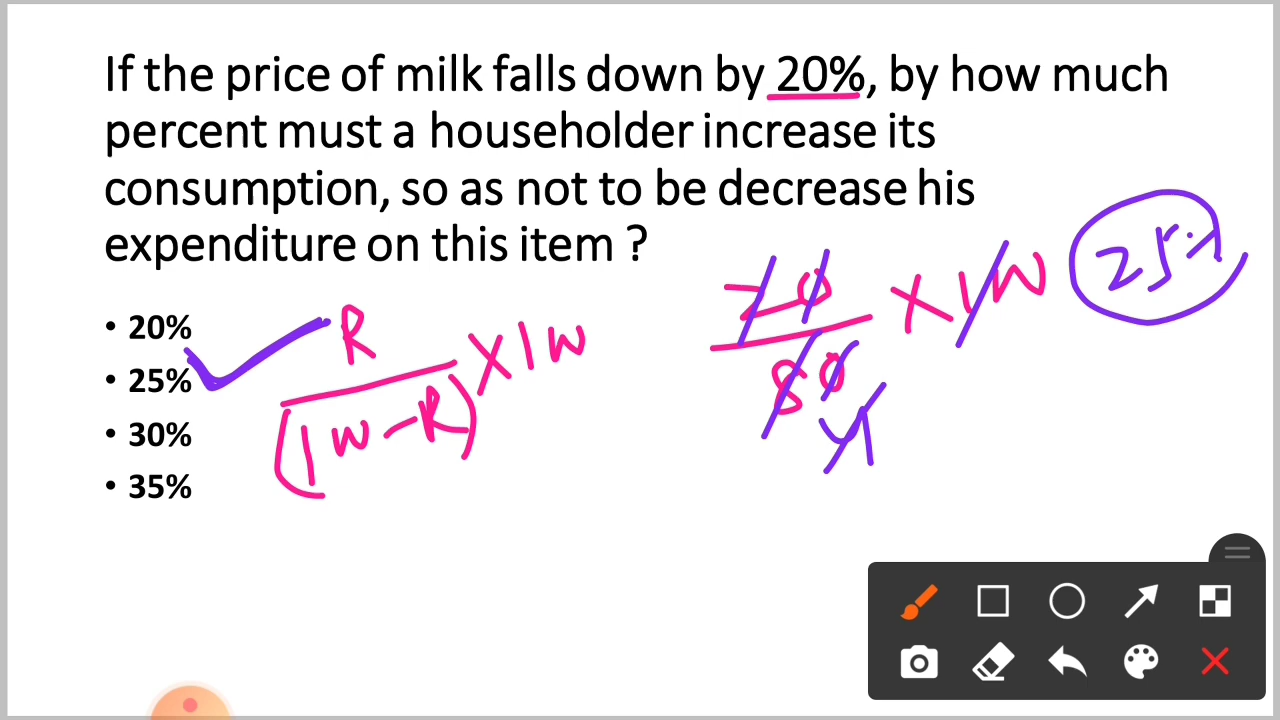 If the price of milk falls down by 20%, by how much
percent must a householder increase its
consumption, so as not to be decrease his
expenditure on this item ?
• 20%
• 25%
• 30%
• 35%
R
(100-R) X100
20
80 X100
4
25%